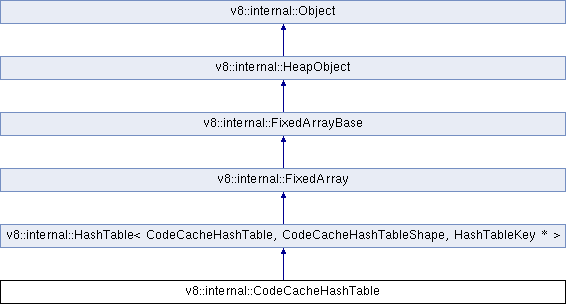 v8::internal::Object
v8::internal::HeapObject
v8::internal::FixedArrayBase
v8::internal::FixedArray
v8::internal::HashTable< CodeCacheHashTable, CodeCacheHashTableShape, HashTableKey * >
v8::internal::CodeCacheHashTable